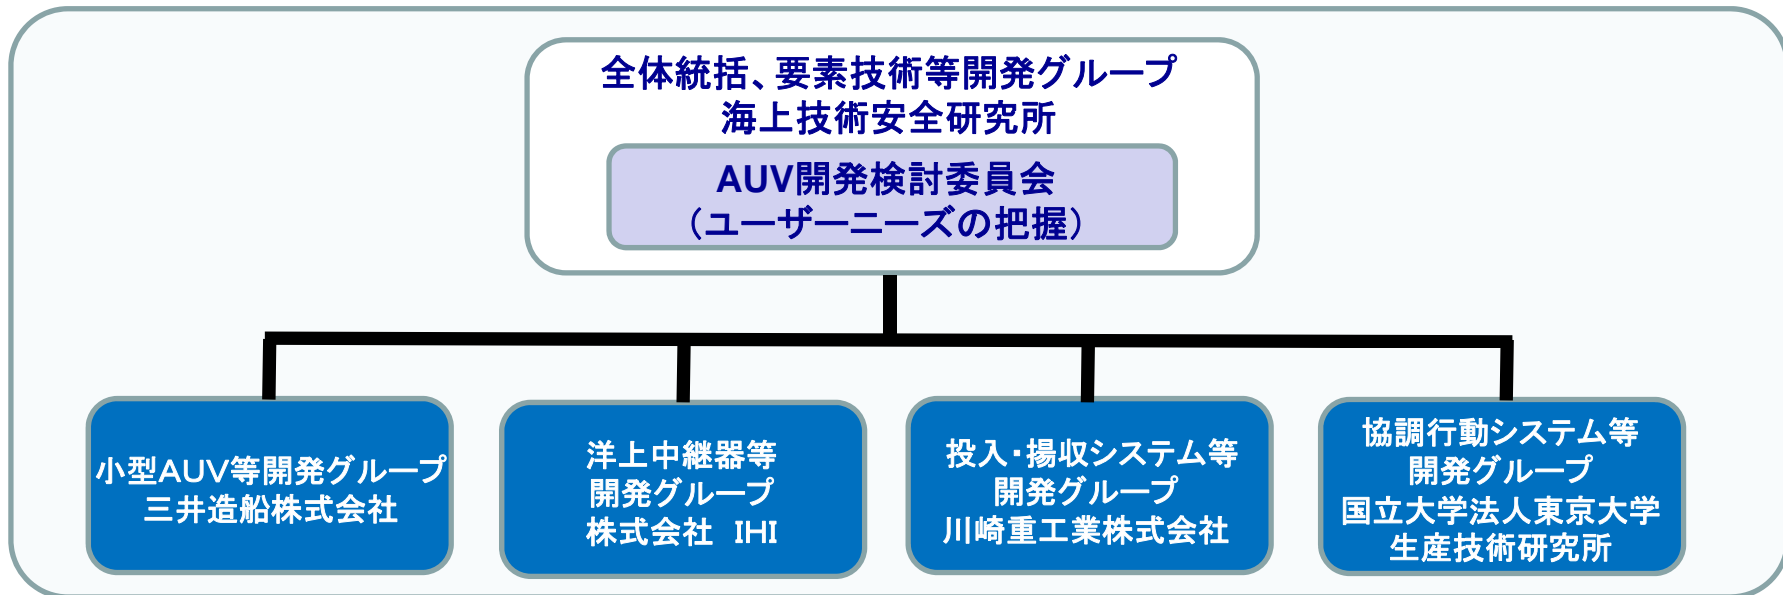 全体統括、要素技術等開発グループ
海上技術安全研究所
AUV開発検討委員会
(ユーザーニーズの把握)
小型AUV等開発グループ
三井造船株式会社
洋上中継器等
開発グループ
株式会社 IHI
投入・揚収システム等
開発グループ
川崎重工業株式会社
協調行動システム等
開発グループ
国立大学法人東京大学
生産技術研究所